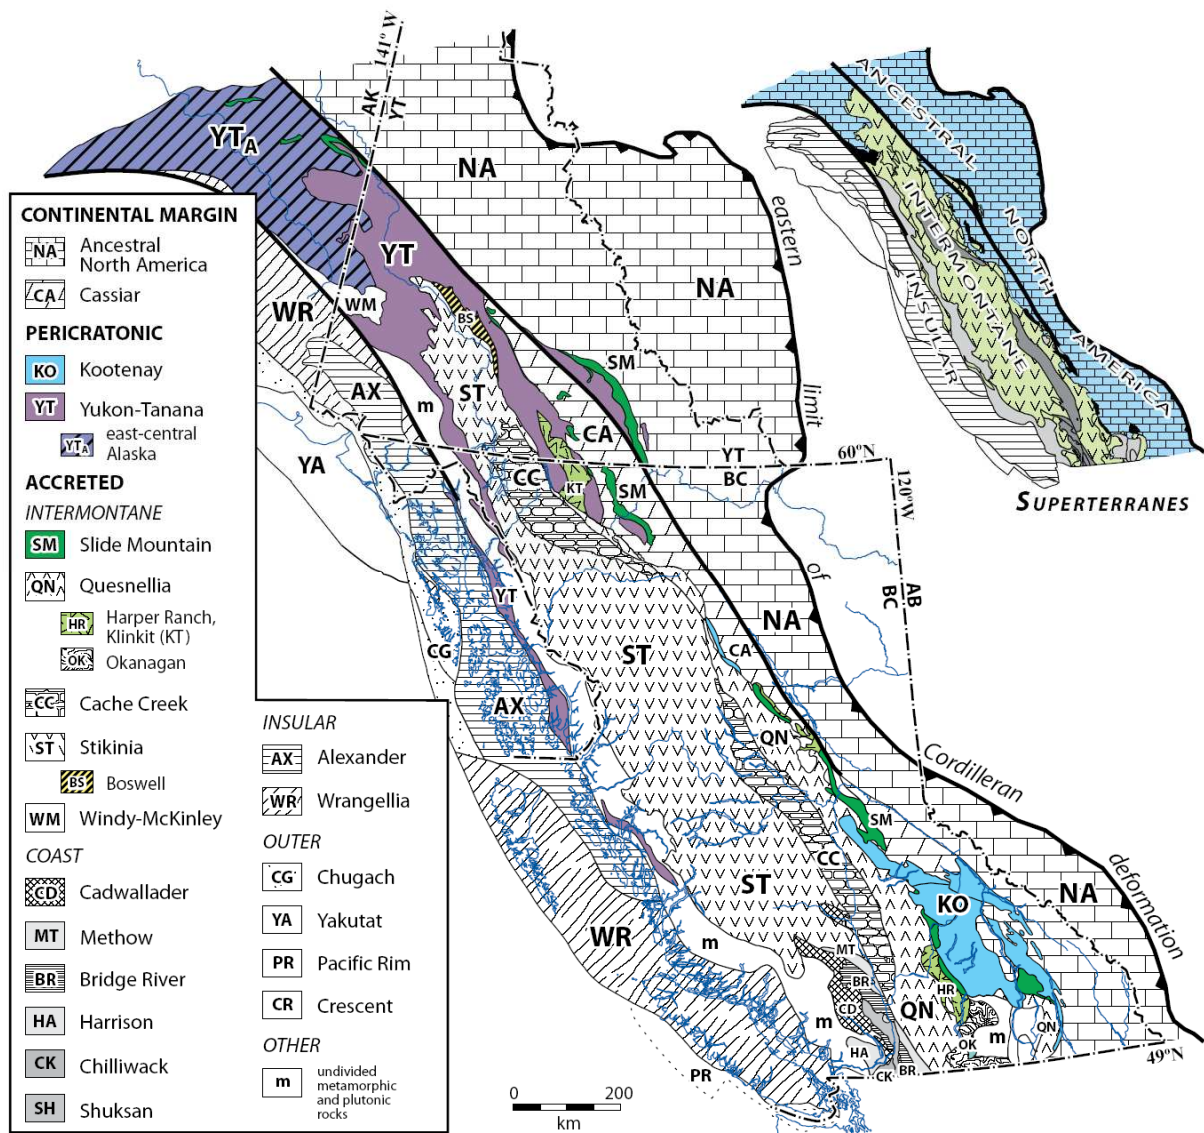 CONTINENTAL MARGIN
NA Ancestral
North America
CA Cassiar
PERICRATONIC
KO Kootenay
YT Yukon-Tanana
YTA east-central
Alaska
ACCRETED
INTERMONTANE
SM Slide Mountain
QN Quesnellia
HR Harper Ranch,
Klinkit (KT)
OK Okanagan
CC Cache Creek
ST Stikinia
BS Boswell
WM Windy-McKinley
COAST
CD Cadwallader
MT Methow
BR Bridge River
HA Harrison
CK Chilliwack
SH Shuksan
INSULAR
AX Alexander
WR Wrangellia
OUTER
CG Chugach
YA Yakutat
PR Pacific Rim
CR Crescent
OTHER
m undivided
metamorphic
and plutonic
rocks
141° W
AK
YT
YTA
NA
YT
NA
WR
WM
BS
SM
AX
m
ST
CA
YA
YT
BC
60°N
120°W
CC
KT
SM
AB
BC
YT
NA
CG
ST
CA
AX
QN
SM
CC
ST
KO
NA
WR
m
MT
BR
HR
CD
QN
QN
m
HA
OK
m
CK
BR
PR
49°N
0 200
km
eastern
limit
of
Cordilleran
deformation
ANCESTRAL
NORTH
AMERICA
INTERMONTANE
INSULAR
SUPERTERRANES